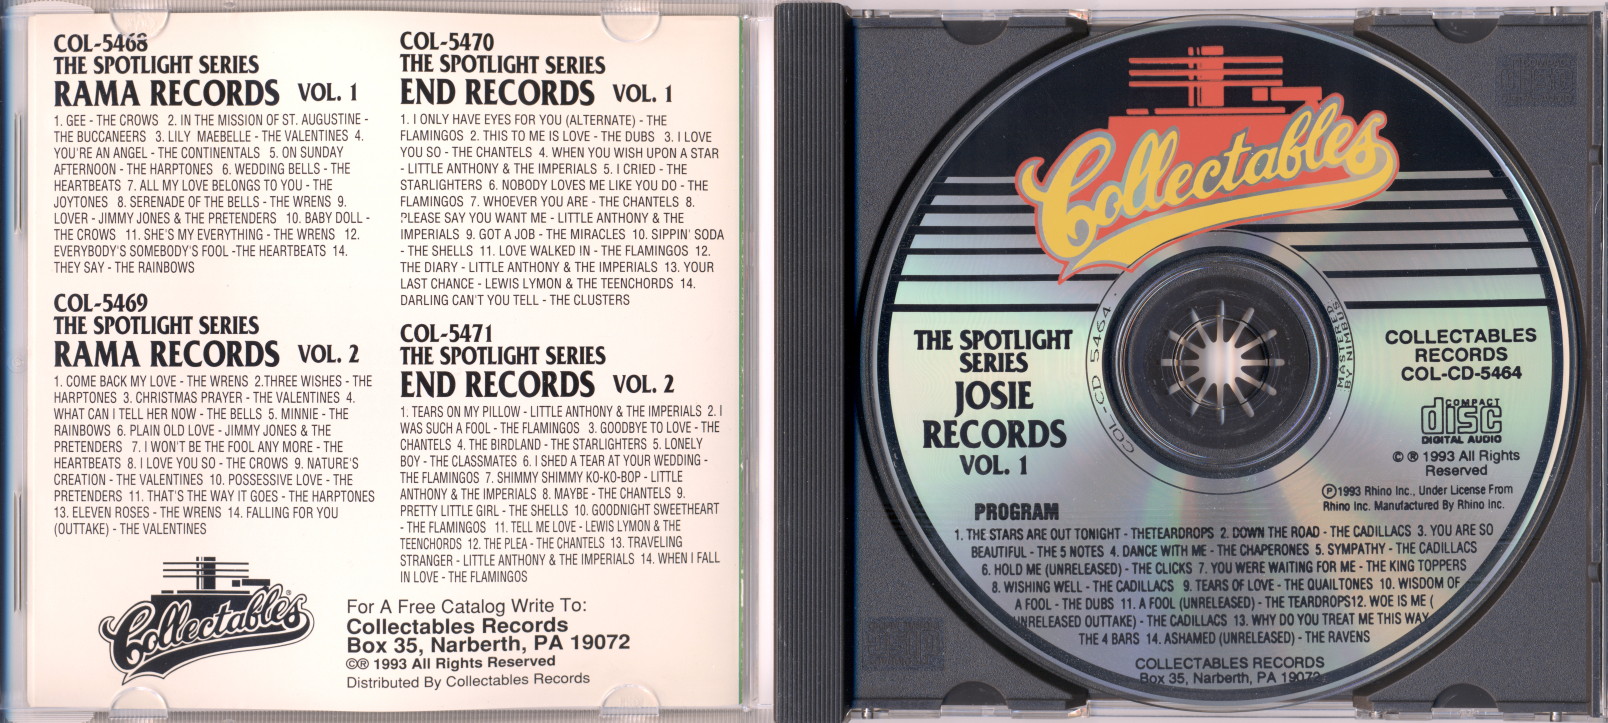 COL-5468
THE SPOTLIGHT SERIES
RAMA RECORDS VOL. 1
1. GEE - THE CROWS 2. IN THE MISSION OF ST. AUGUSTINE -
THE BUCCANEERS 3. LILY MAEBELLE - THE VALENTINES 4.
YOU'RE AN ANGEL - THE CONTINENTALS 5. ON SUNDAY
AFTERNOON - THE HARPTONES 6. WEDDING BELLS - THE
HEARTBEATS 7. ALL MY LOVE BELONGS TO YOU - THE
JOYTONES 8. SERENADE OF THE BELLS - THE WRENS 9.
LOVER - JIMMY JONES & THE PRETENDERS 10. BABY DOLL -
THE CROWS 11. SHE'S MY EVERYTHING - THE WRENS 12.
EVERYBODY'S SOMEBODY'S FOOL -THE HEARTBEATS 14.
THEY SAY - THE RAINBOWS
COL-5469
THE SPOTLIGHT SERIES
RAMA RECORDS VOL. 2
1. COME BACK MY LOVE - THE WRENS 2.THREE WISHES - THE
HARPTONES 3. CHRISTMAS PRAYER - THE VALENTINES 4.
WHAT CAN I TELL HER NOW - THE BELLS 5. MINNIE - THE
RAINBOWS 6. PLAIN OLD LOVE - JIMMY JONES & THE
PRETENDERS 7. I WON'T BE THE FOOL ANY MORE - THE
HEARTBEATS 8. I LOVE YOU SO - THE CROWS 9. NATURE'S
CREATION - THE VALENTINES 10. POSSESSIVE LOVE - THE
PRETENDERS 11. THAT'S THE WAY IT GOES - THE HARPTONES
13. ELEVEN ROSES - THE WRENS 14. FALLING FOR YOU
(OUTTAKE) - THE VALENTINES
Collectables®
COL-5470
THE SPOTLIGHT SERIES
END RECORDS VOL. 1
1. I ONLY HAVE EYES FOR YOU (ALTERNATE) - THE
FLAMINGOS 2. THIS TO ME IS LOVE - THE DUBS 3. I LOVE
YOU SO - THE CHANTELS 4. WHEN YOU WISH UPON A STAR
- LITTLE ANTHONY & THE IMPERIALS 5. I CRIED - THE
STARLIGHTERS 6. NOBODY LOVES ME LIKE YOU DO - THE
FLAMINGOS 7. WHOEVER YOU ARE - THE CHANTELS 8.
PLEASE SAY YOU WANT ME - LITTLE ANTHONY & THE
IMPERIALS 9. GOT A JOB - THE MIRACLES 10. SIPPIN' SODA
- THE SHELLS 11. LOVE WALKED IN - THE FLAMINGOS 12.
THE DIARY - LITTLE ANTHONY & THE IMPERIALS 13. YOUR
LAST CHANCE - LEWIS LYMON & THE TEENCHORDS 14.
DARLING CAN'T YOU TELL - THE CLUSTERS
COL-5471
THE SPOTLIGHT SERIES
END RECORDS VOL. 2
1. TEARS ON MY PILLOW - LITTLE ANTHONY & THE IMPERIALS 2. I
WAS SUCH A FOOL - THE FLAMINGOS 3. GOODBYE TO LOVE - THE
CHANTELS 4. THE BIRDLAND - THE STARLIGHTERS 5. LONELY
BOY - THE CLASSMATES 6. I SHED A TEAR AT YOUR WEDDING -
THE FLAMINGOS 7. SHIMMY SHIMMY KO-KO-BOP - LITTLE
ANTHONY & THE IMPERIALS 8. MAYBE - THE CHANTELS 9.
PRETTY LITTLE GIRL - THE SHELLS 10. GOODNIGHT SWEETHEART
- THE FLAMINGOS 11. TELL ME LOVE - LEWIS LYMON & THE
TEENCHORDS 12. THE PLEA - THE CHANTELS 13. TRAVELING
STRANGER - LITTLE ANTHONY & THE IMPERIALS 14. WHEN I FALL
IN LOVE - THE FLAMINGOS
For A Free Catalog Write To:
Collectables Records
Box 35, Narberth, PA 19072
©® 1993 All Rights Reserved
Distributed By Collectables Records
Collectables
THE SPOTLIGHT
SERIES
JOSIE
RECORDS
VOL. 1
COL-CD 5464
MASTERED
BY NIMBUS
COLLECTABLES
RECORDS
COL-CD-5464
COMPACT
disc
DIGITAL AUDIO
© ® 1993 All Rights
Reserved
℗1993 Rhino Inc., Under License From
Rhino Inc. Manufactured By Rhino Inc.
PROGRAM
1. THE STARS ARE OUT TONIGHT - THETEARDROPS 2. DOWN THE ROAD - THE CADILLACS 3. YOU ARE SO
BEAUTIFUL - THE 5 NOTES 4. DANCE WITH ME - THE CHAPERONES 5. SYMPATHY - THE CADILLACS
6. HOLD ME (UNRELEASED) - THE CLICKS 7. YOU WERE WAITING FOR ME - THE KING TOPPERS
8. WISHING WELL - THE CADILLACS 9. TEARS OF LOVE - THE QUAILTONES 10. WISDOM OF
A FOOL - THE DUBS 11. A FOOL (UNRELEASED) - THE TEARDROPS12. WOE IS ME (
UNRELEASED OUTTAKE) - THE CADILLACS 13. WHY DO YOU TREAT ME THIS WAY
THE 4 BARS 14. ASHAMED (UNRELEASED) - THE RAVENS
COLLECTABLES RECORDS
Box 35, Narberth, PA 19072